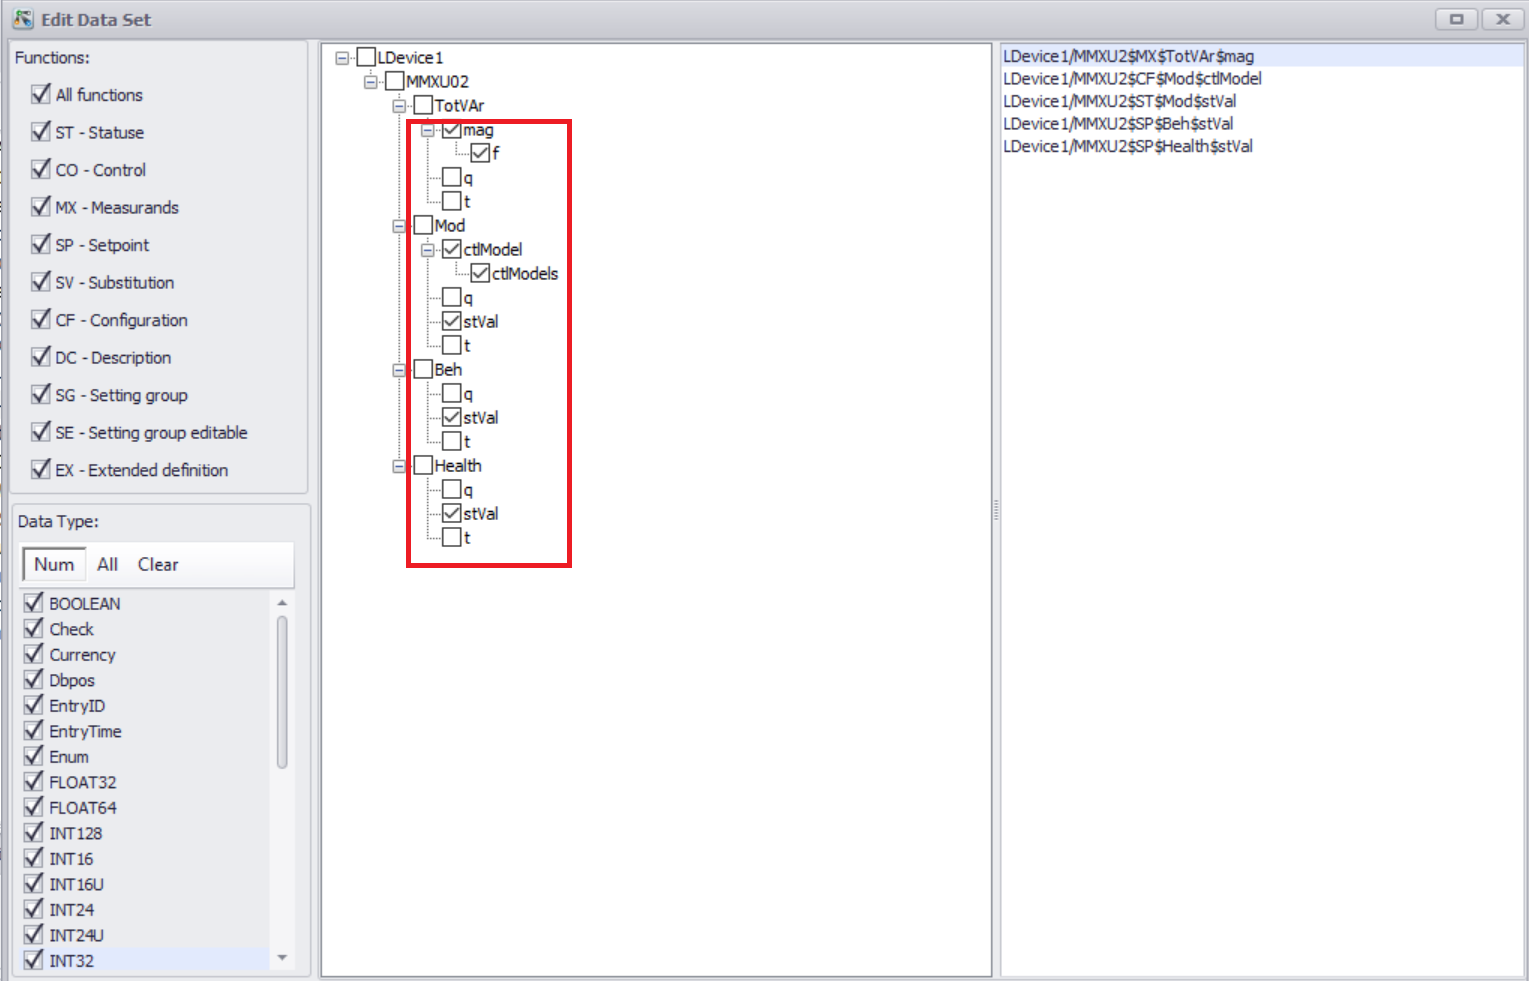 Edit Data Set
Functions:
All functions
ST - Statuse
CO - Control
MX - Measurands
SP - Setpoint
SV - Substitution
CF - Configuration
DC - Description
SG - Setting group
SE - Setting group editable
EX - Extended definition
Data Type:
Num All Clear
BOOLEAN
Check
Currency
Dbpos
EntryID
EntryTime
Enum
FLOAT32
FLOAT64
INT128
INT16
INT16U
INT24
INT24U
INT32
LDevice1
MMXU02
TotVAr
mag
f
q
t
Mod
ctlModel
ctlModels
q
stVal
t
Beh
q
stVal
t
Health
q
stVal
t
LDevice1/MMXU2$MX$TotVAr$mag
LDevice1/MMXU2$CF$Mod$ctlModel
LDevice1/MMXU2$ST$Mod$stVal
LDevice1/MMXU2$SP$Beh$stVal
LDevice1/MMXU2$SP$Health$stVal